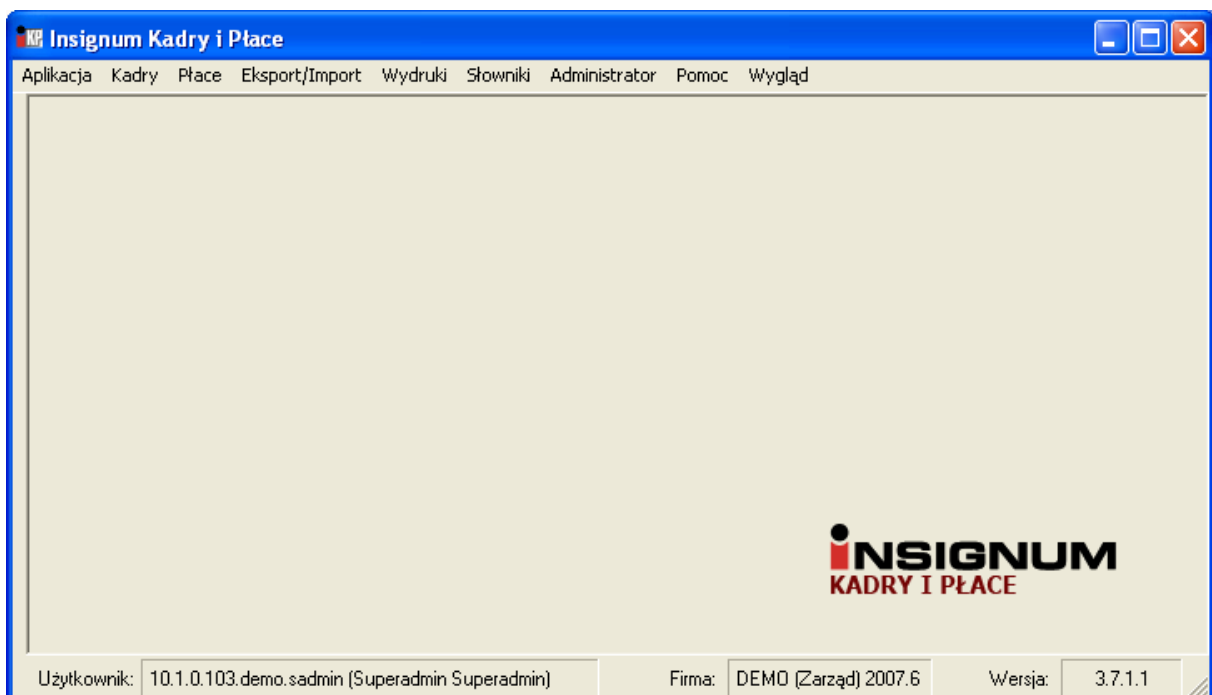 KP Insignum Kadry i Płace
Aplikacja Kadry Płace Eksport/Import Wydruki Słowniki Administrator Pomoc Wygląd
iNSIGNUM
KADRY I PŁACE
Użytkownik: 10.1.0.103.demo.sadmin (Superadmin Superadmin) Firma: DEMO (Zarząd) 2007.6 Wersja: 3.7.1.1